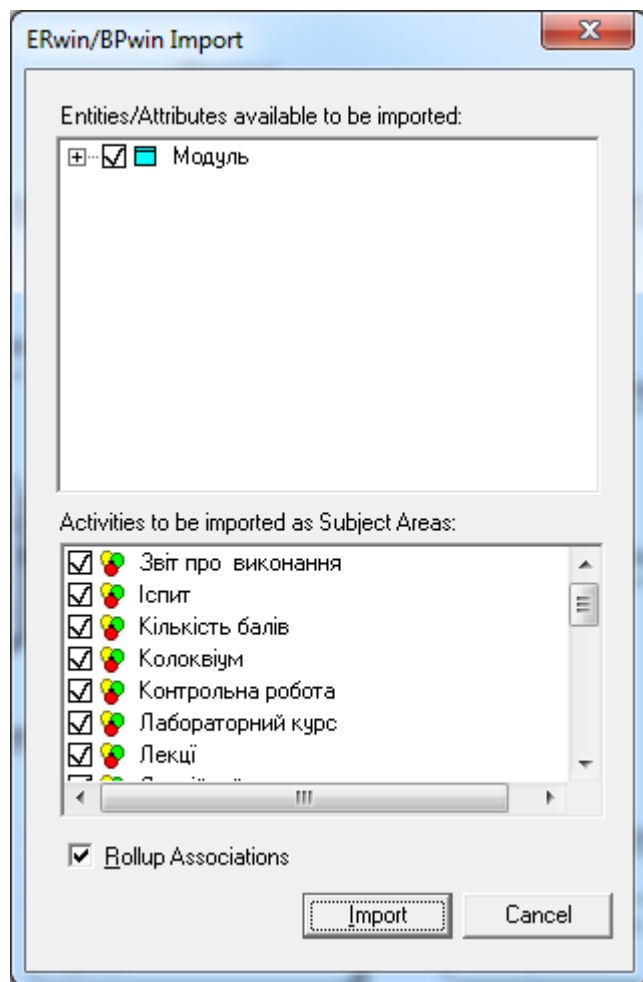 ERwin/BPwin Import
Entities/Attributes available to be imported:
Модуль
Activities to be imported as Subject Areas:
Звіт про виконання
Іспит
Кількість балів
Колоквіум
Контрольна робота
Лабораторний курс
Лекції
Rollup Associations
Import Cancel